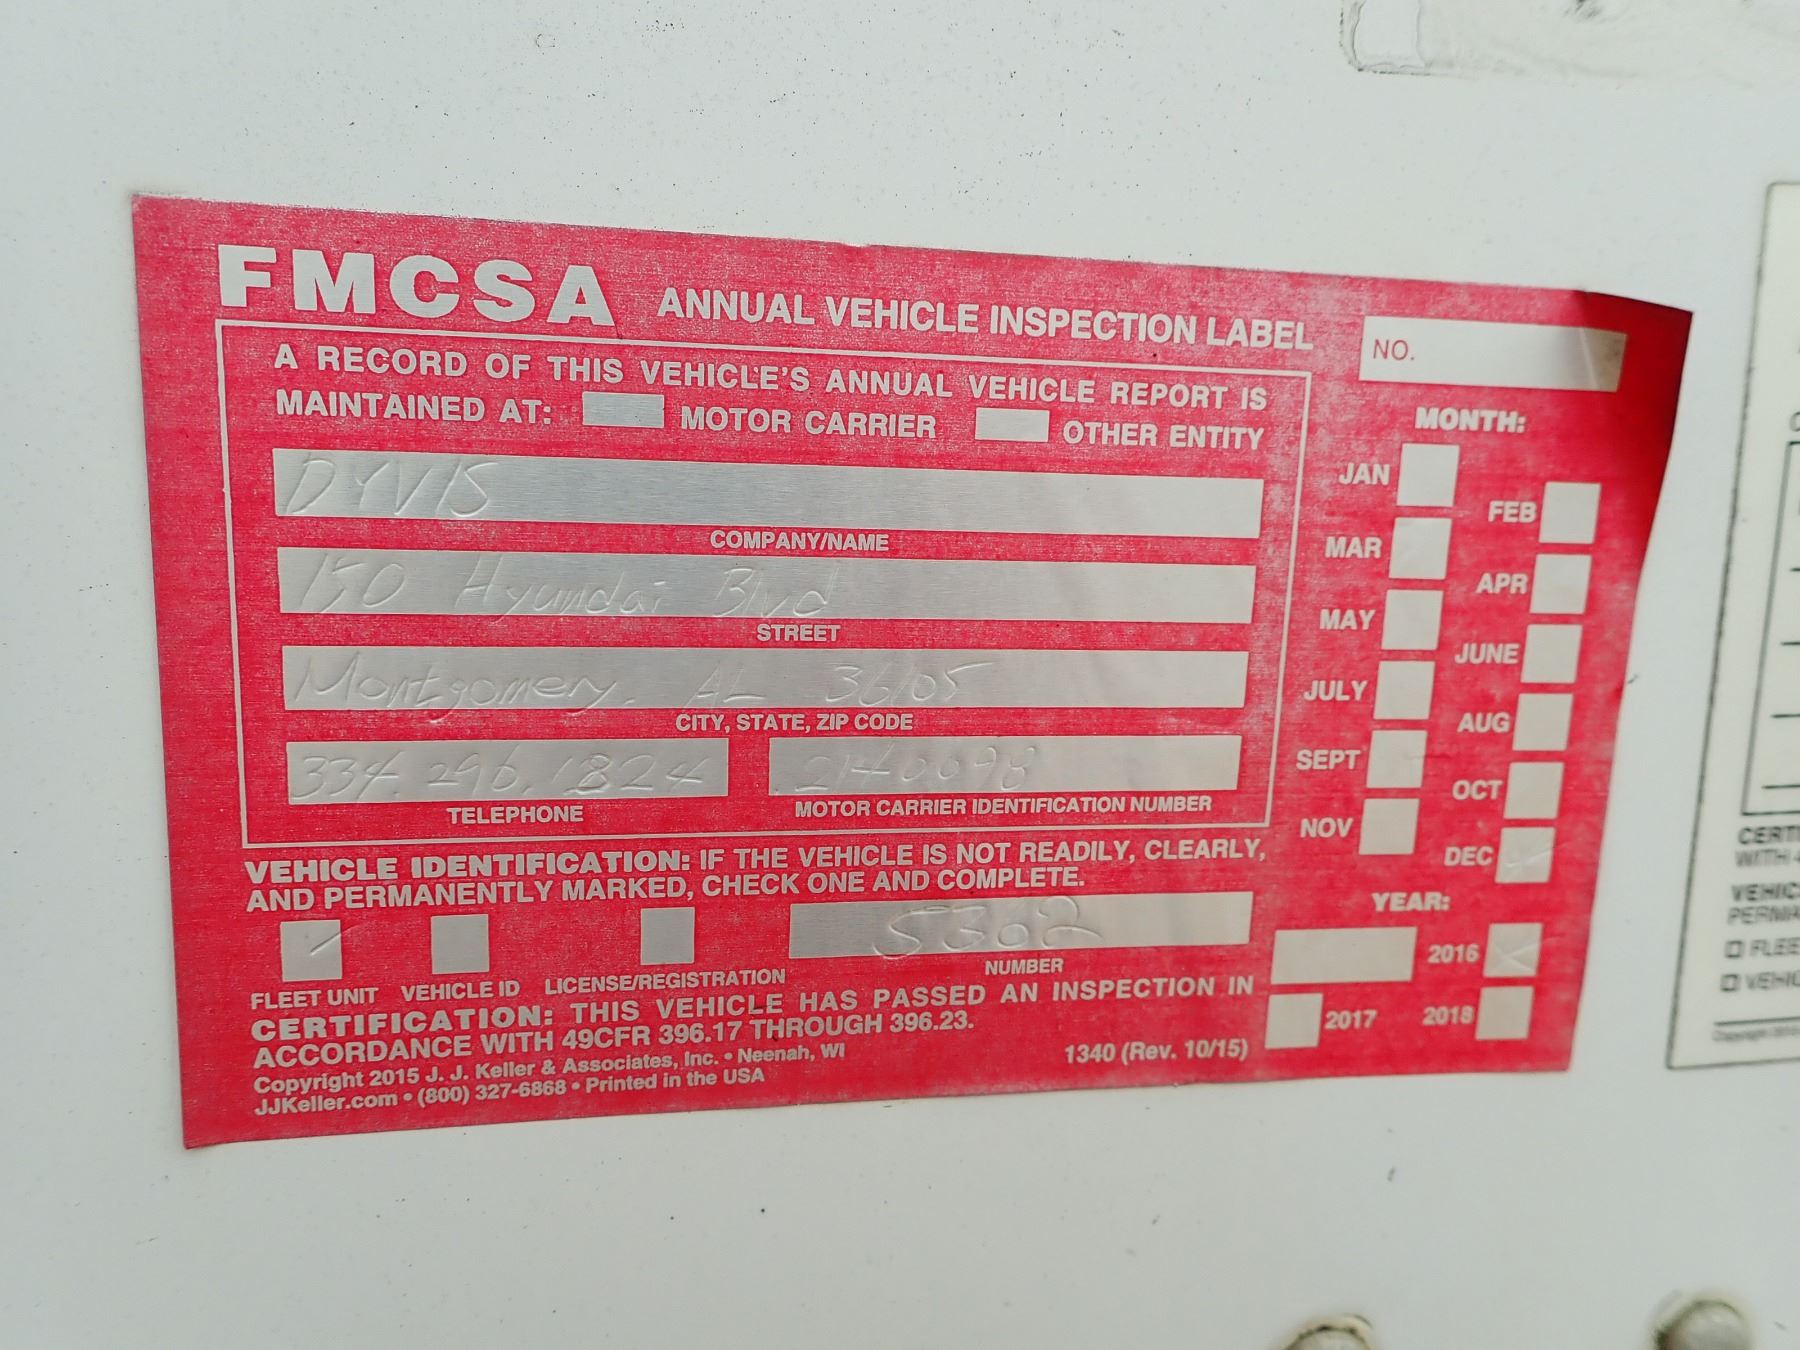 FMCSA ANNUAL VEHICLE INSPECTION LABEL
NO.
A RECORD OF THIS VEHICLE'S ANNUAL VEHICLE REPORT IS
MAINTAINED AT: MOTOR CARRIER OTHER ENTITY
DYVIS
COMPANY/NAME
150 Hyundai Blvd
STREET
Montgomery. AL 36105
CITY, STATE, ZIP CODE
334.296.1824 2140098
TELEPHONE MOTOR CARRIER IDENTIFICATION NUMBER
VEHICLE IDENTIFICATION: IF THE VEHICLE IS NOT READILY, CLEARLY,
AND PERMANENTLY MARKED, CHECK ONE AND COMPLETE.
5302
FLEET UNIT VEHICLE ID LICENSE/REGISTRATION NUMBER
CERTIFICATION: THIS VEHICLE HAS PASSED AN INSPECTION IN
ACCORDANCE WITH 49CFR 396.17 THROUGH 396.23.
Copyright 2015 J. J. Keller & Associates, Inc. • Neenah, WI
JJKeller.com • (800) 327-6868 • Printed in the USA
1340 (Rev. 10/15)
MONTH:
JAN FEB
MAR APR
MAY JUNE
JULY AUG
SEPT OCT
NOV DEC
YEAR:
2016
2017 2018
WITH